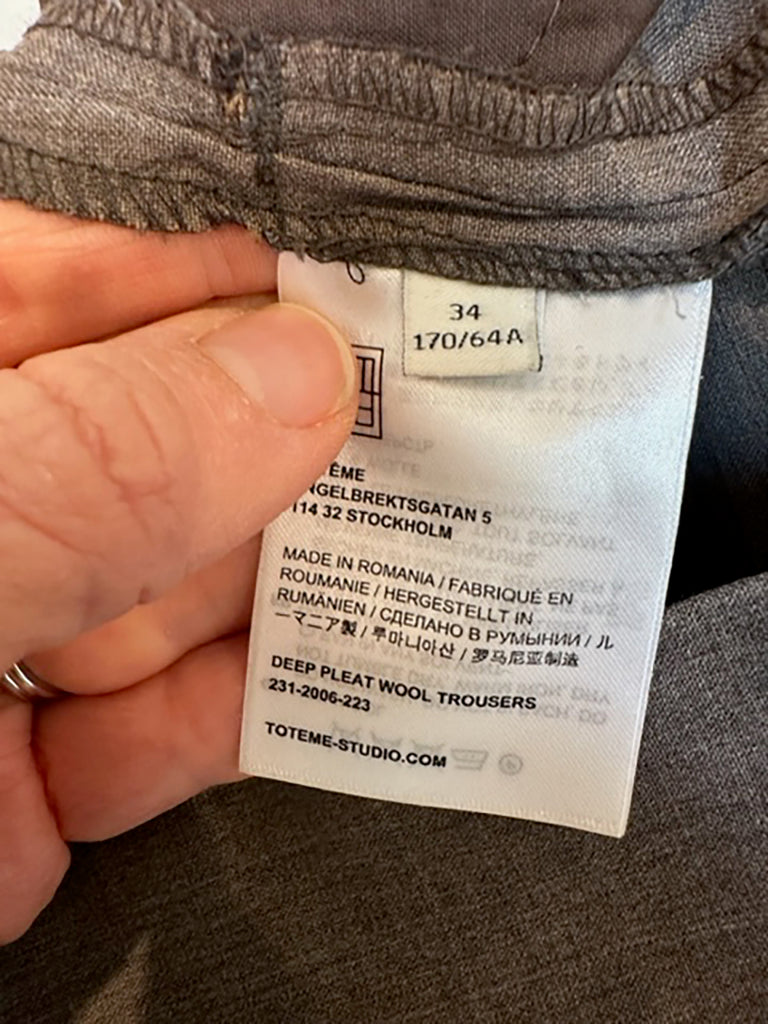 34
170/64A
ÊME
NGELBREKTSGATAN 5
114 32 STOCKHOLM
MADE IN ROMANIA / FABRIQUÉ EN
ROUMANIE / HERGESTELLT IN
RUMÄNIEN / СДЕЛАНО В РУМЫНИИ / ル
ーマニア製 / 루마니아산 / 罗马尼亚制造
DEEP PLEAT WOOL TROUSERS
231-2006-223
TOTEME-STUDIO.COM